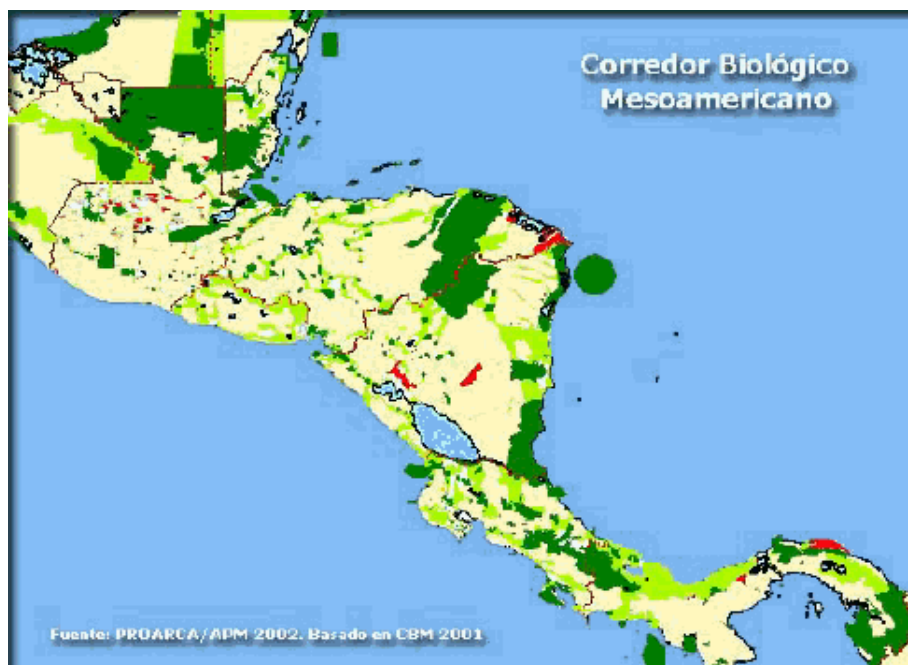 Corredor Biológico
Mesoamericano
Fuente: PROARCA/APM 2002. Basado en CBM 2001